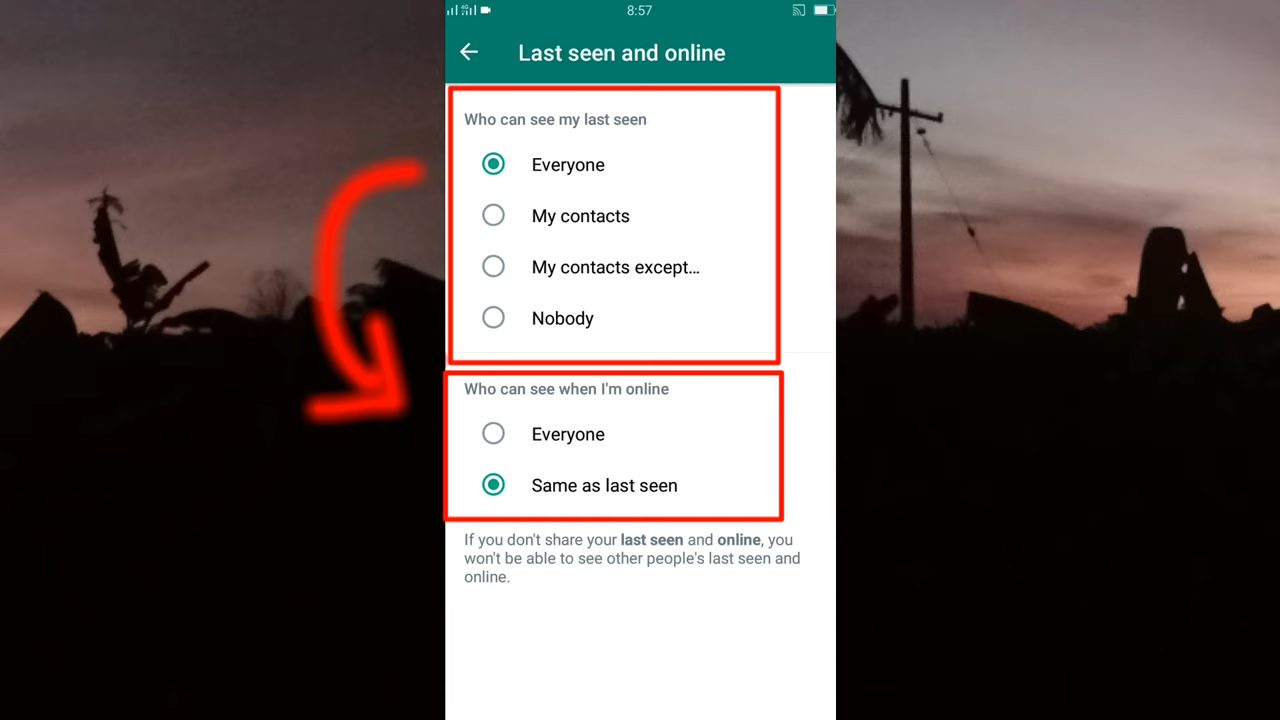 8:57
Last seen and online
Who can see my last seen
Everyone
My contacts
My contacts except...
Nobody
Who can see when I'm online
Everyone
Same as last seen
If you don't share your last seen and online, you
won't be able to see other people's last seen and
online.